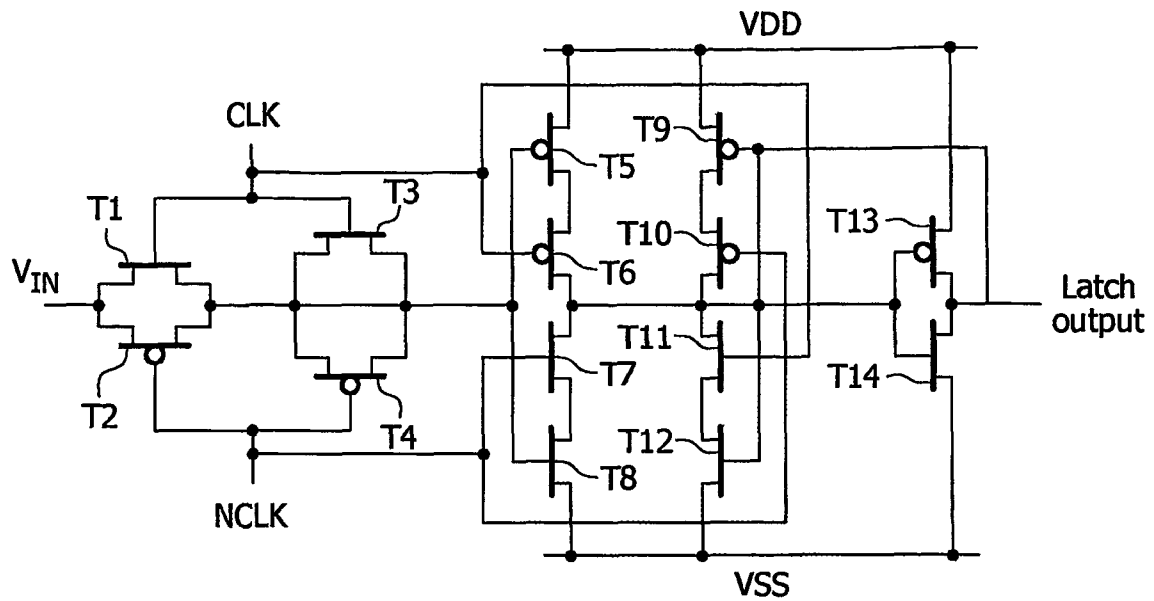 VDD
CLK
T9
T5
T1
T3
T13
T10
T6
VIN
Latch
output
T11
T7
T14
T2
T4
T12
T8
NCLK
VSS